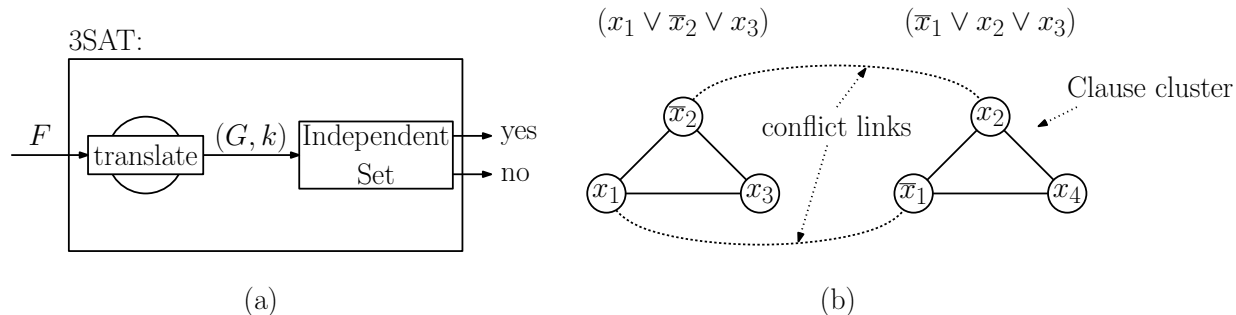 3SAT:
F
translate
(G, k)
Independent
Set
yes
no
(a)
(x₁ ∨ x̅₂ ∨ x₃)
(x̅₁ ∨ x₂ ∨ x₃)
x̅₂
x₁
x₃
conflict links
x₂
x̅₁
x₄
Clause cluster
(b)